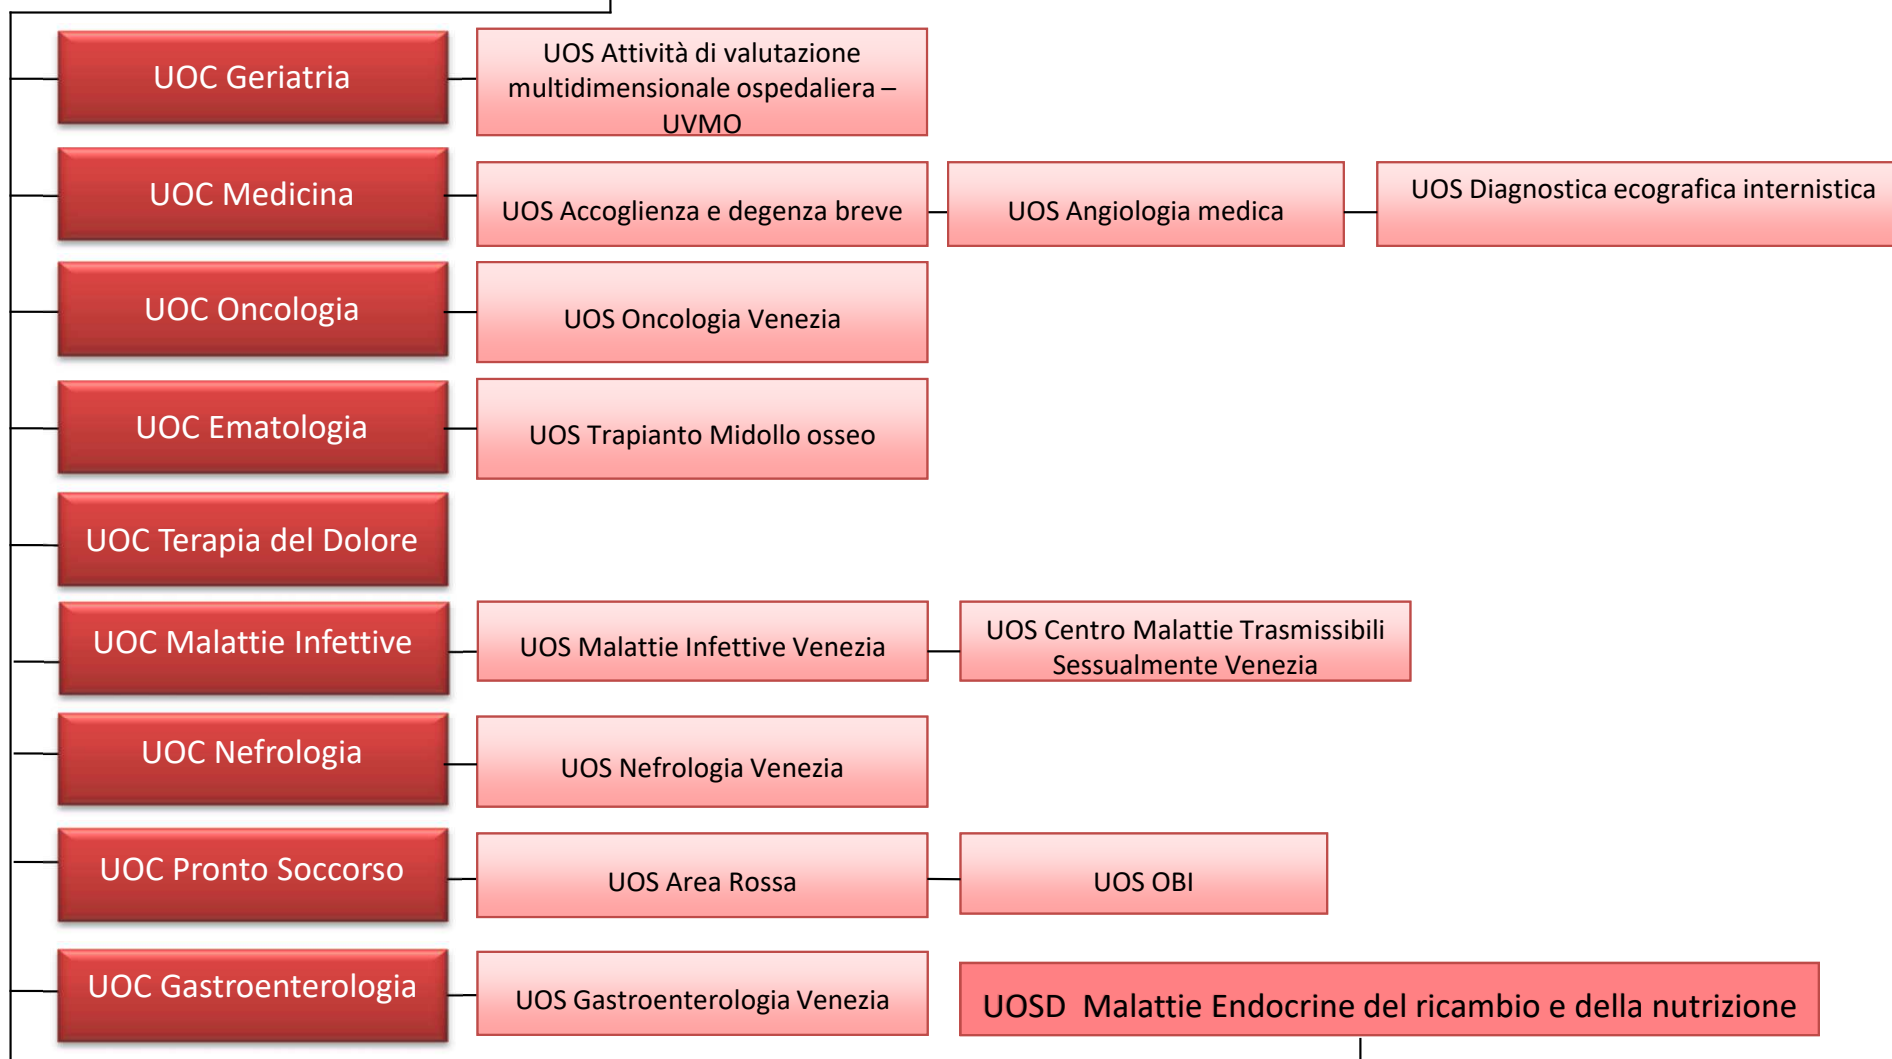 UOC Geriatria
UOS Attività di valutazione
multidimensionale ospedaliera –
UVMO
UOC Medicina
UOS Accoglienza e degenza breve
UOS Angiologia medica
UOS Diagnostica ecografica internistica
UOC Oncologia
UOS Oncologia Venezia
UOC Ematologia
UOS Trapianto Midollo osseo
UOC Terapia del Dolore
UOC Malattie Infettive
UOS Malattie Infettive Venezia
UOS Centro Malattie Trasmissibili
Sessualmente Venezia
UOC Nefrologia
UOS Nefrologia Venezia
UOC Pronto Soccorso
UOS Area Rossa
UOS OBI
UOC Gastroenterologia
UOS Gastroenterologia Venezia
UOSD  Malattie Endocrine del ricambio e della nutrizione